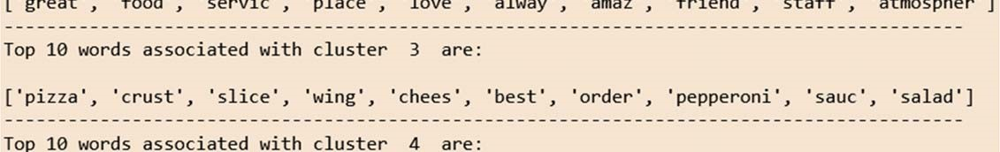 ['great', 'food', 'servic', 'place', 'love', 'alway', 'amaz', 'friend', 'staff', 'atmospher']
-----------------------------------------------------------------------------------------
Top 10 words associated with cluster  3  are:
['pizza', 'crust', 'slice', 'wing', 'chees', 'best', 'order', 'pepperoni', 'sauc', 'salad']
-----------------------------------------------------------------------------------------
Top 10 words associated with cluster  4  are: